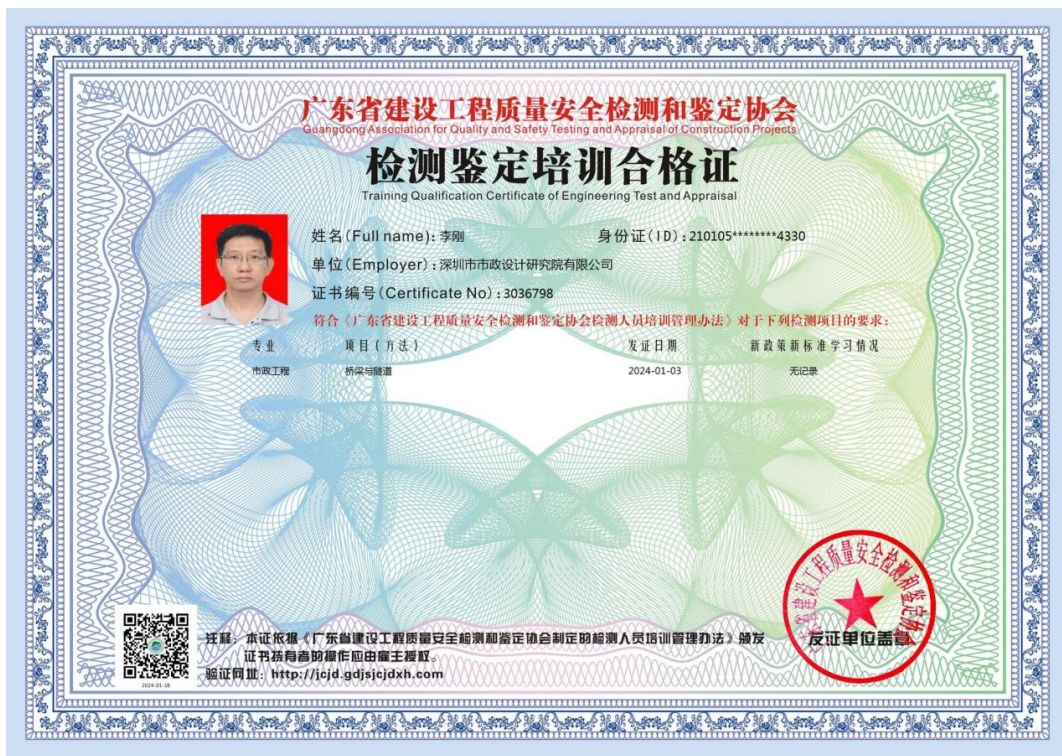 广东省建设工程质量安全检测和鉴定协会
Guangdong Association for Quality and Safety Testing and Appraisal of Construction Projects
检测鉴定培训合格证
Training Qualification Certificate of Engineering Test and Appraisal
姓名(Full name):李刚 身份证(ID):210105********4330
单位(Employer):深圳市市政设计研究院有限公司
证书编号(Certificate No):3036798
符合《广东省建设工程质量安全检测和鉴定协会检测人员培训管理办法》对于下列检测项目的要求:
专业 项目(方法) 发证日期 新政策新标准学习情况
市政工程 桥梁与隧道 2024-01-03 无记录
广东省建设工程质量安全检测和鉴定协会
发证单位盖章
注释:本证依据《广东省建设工程质量安全检测和鉴定协会制定的检测人员培训管理办法》颁发
证书持有者的操作应由雇主授权。
验证网址:http://jcjd.gdjsjcjdxh.com
2024-01-18